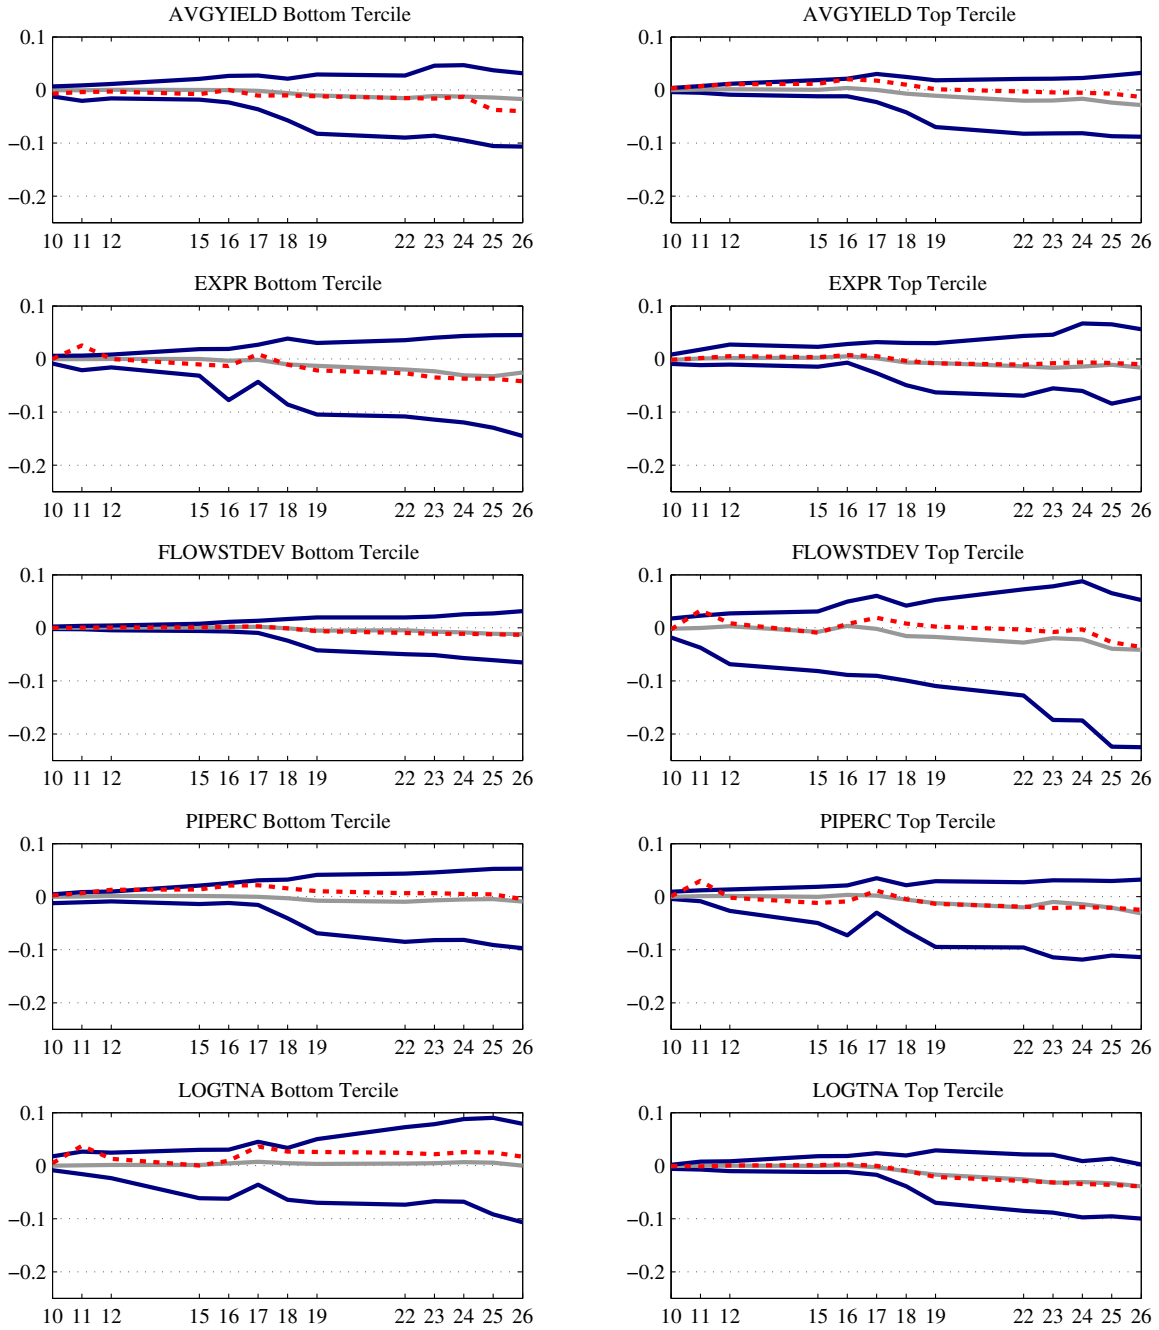 AVGYIELD Bottom Tercile
0.1
0
−0.1
−0.2
10 11 12 15 16 17 18 19 22 23 24 25 26
AVGYIELD Top Tercile
0.1
0
−0.1
−0.2
10 11 12 15 16 17 18 19 22 23 24 25 26
EXPR Bottom Tercile
0.1
0
−0.1
−0.2
10 11 12 15 16 17 18 19 22 23 24 25 26
EXPR Top Tercile
0.1
0
−0.1
−0.2
10 11 12 15 16 17 18 19 22 23 24 25 26
FLOWSTDEV Bottom Tercile
0.1
0
−0.1
−0.2
10 11 12 15 16 17 18 19 22 23 24 25 26
FLOWSTDEV Top Tercile
0.1
0
−0.1
−0.2
10 11 12 15 16 17 18 19 22 23 24 25 26
PIPERC Bottom Tercile
0.1
0
−0.1
−0.2
10 11 12 15 16 17 18 19 22 23 24 25 26
PIPERC Top Tercile
0.1
0
−0.1
−0.2
10 11 12 15 16 17 18 19 22 23 24 25 26
LOGTNA Bottom Tercile
0.1
0
−0.1
−0.2
10 11 12 15 16 17 18 19 22 23 24 25 26
LOGTNA Top Tercile
0.1
0
−0.1
−0.2
10 11 12 15 16 17 18 19 22 23 24 25 26